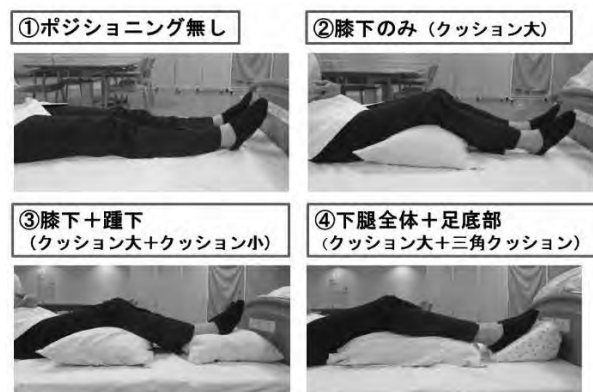 ①ポジショニング無し
②膝下のみ（クッション大）
③膝下＋踵下
（クッション大＋クッション小）
④下腿全体＋足底部
（クッション大＋三角クッション）